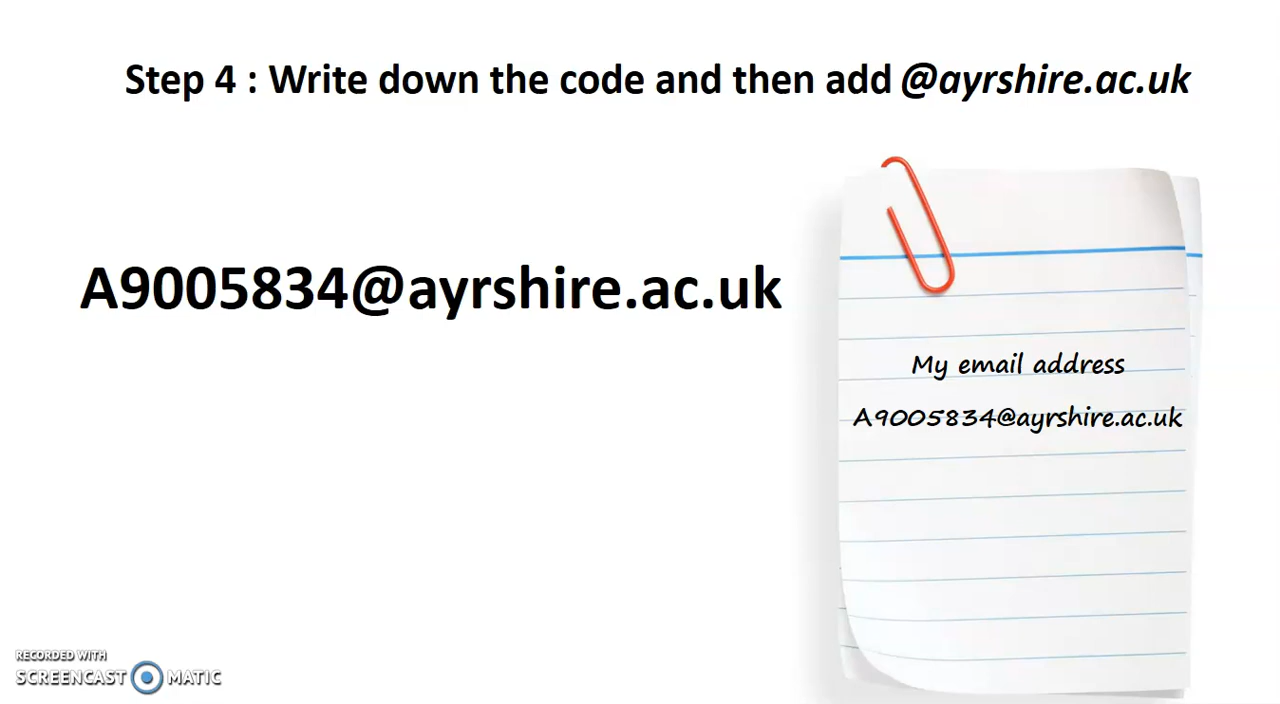 Step 4 : Write down the code and then add @ayrshire.ac.uk
A9005834@ayrshire.ac.uk
My email address
A9005834@ayrshire.ac.uk
RECORDED WITH
SCREENCAST MATIC